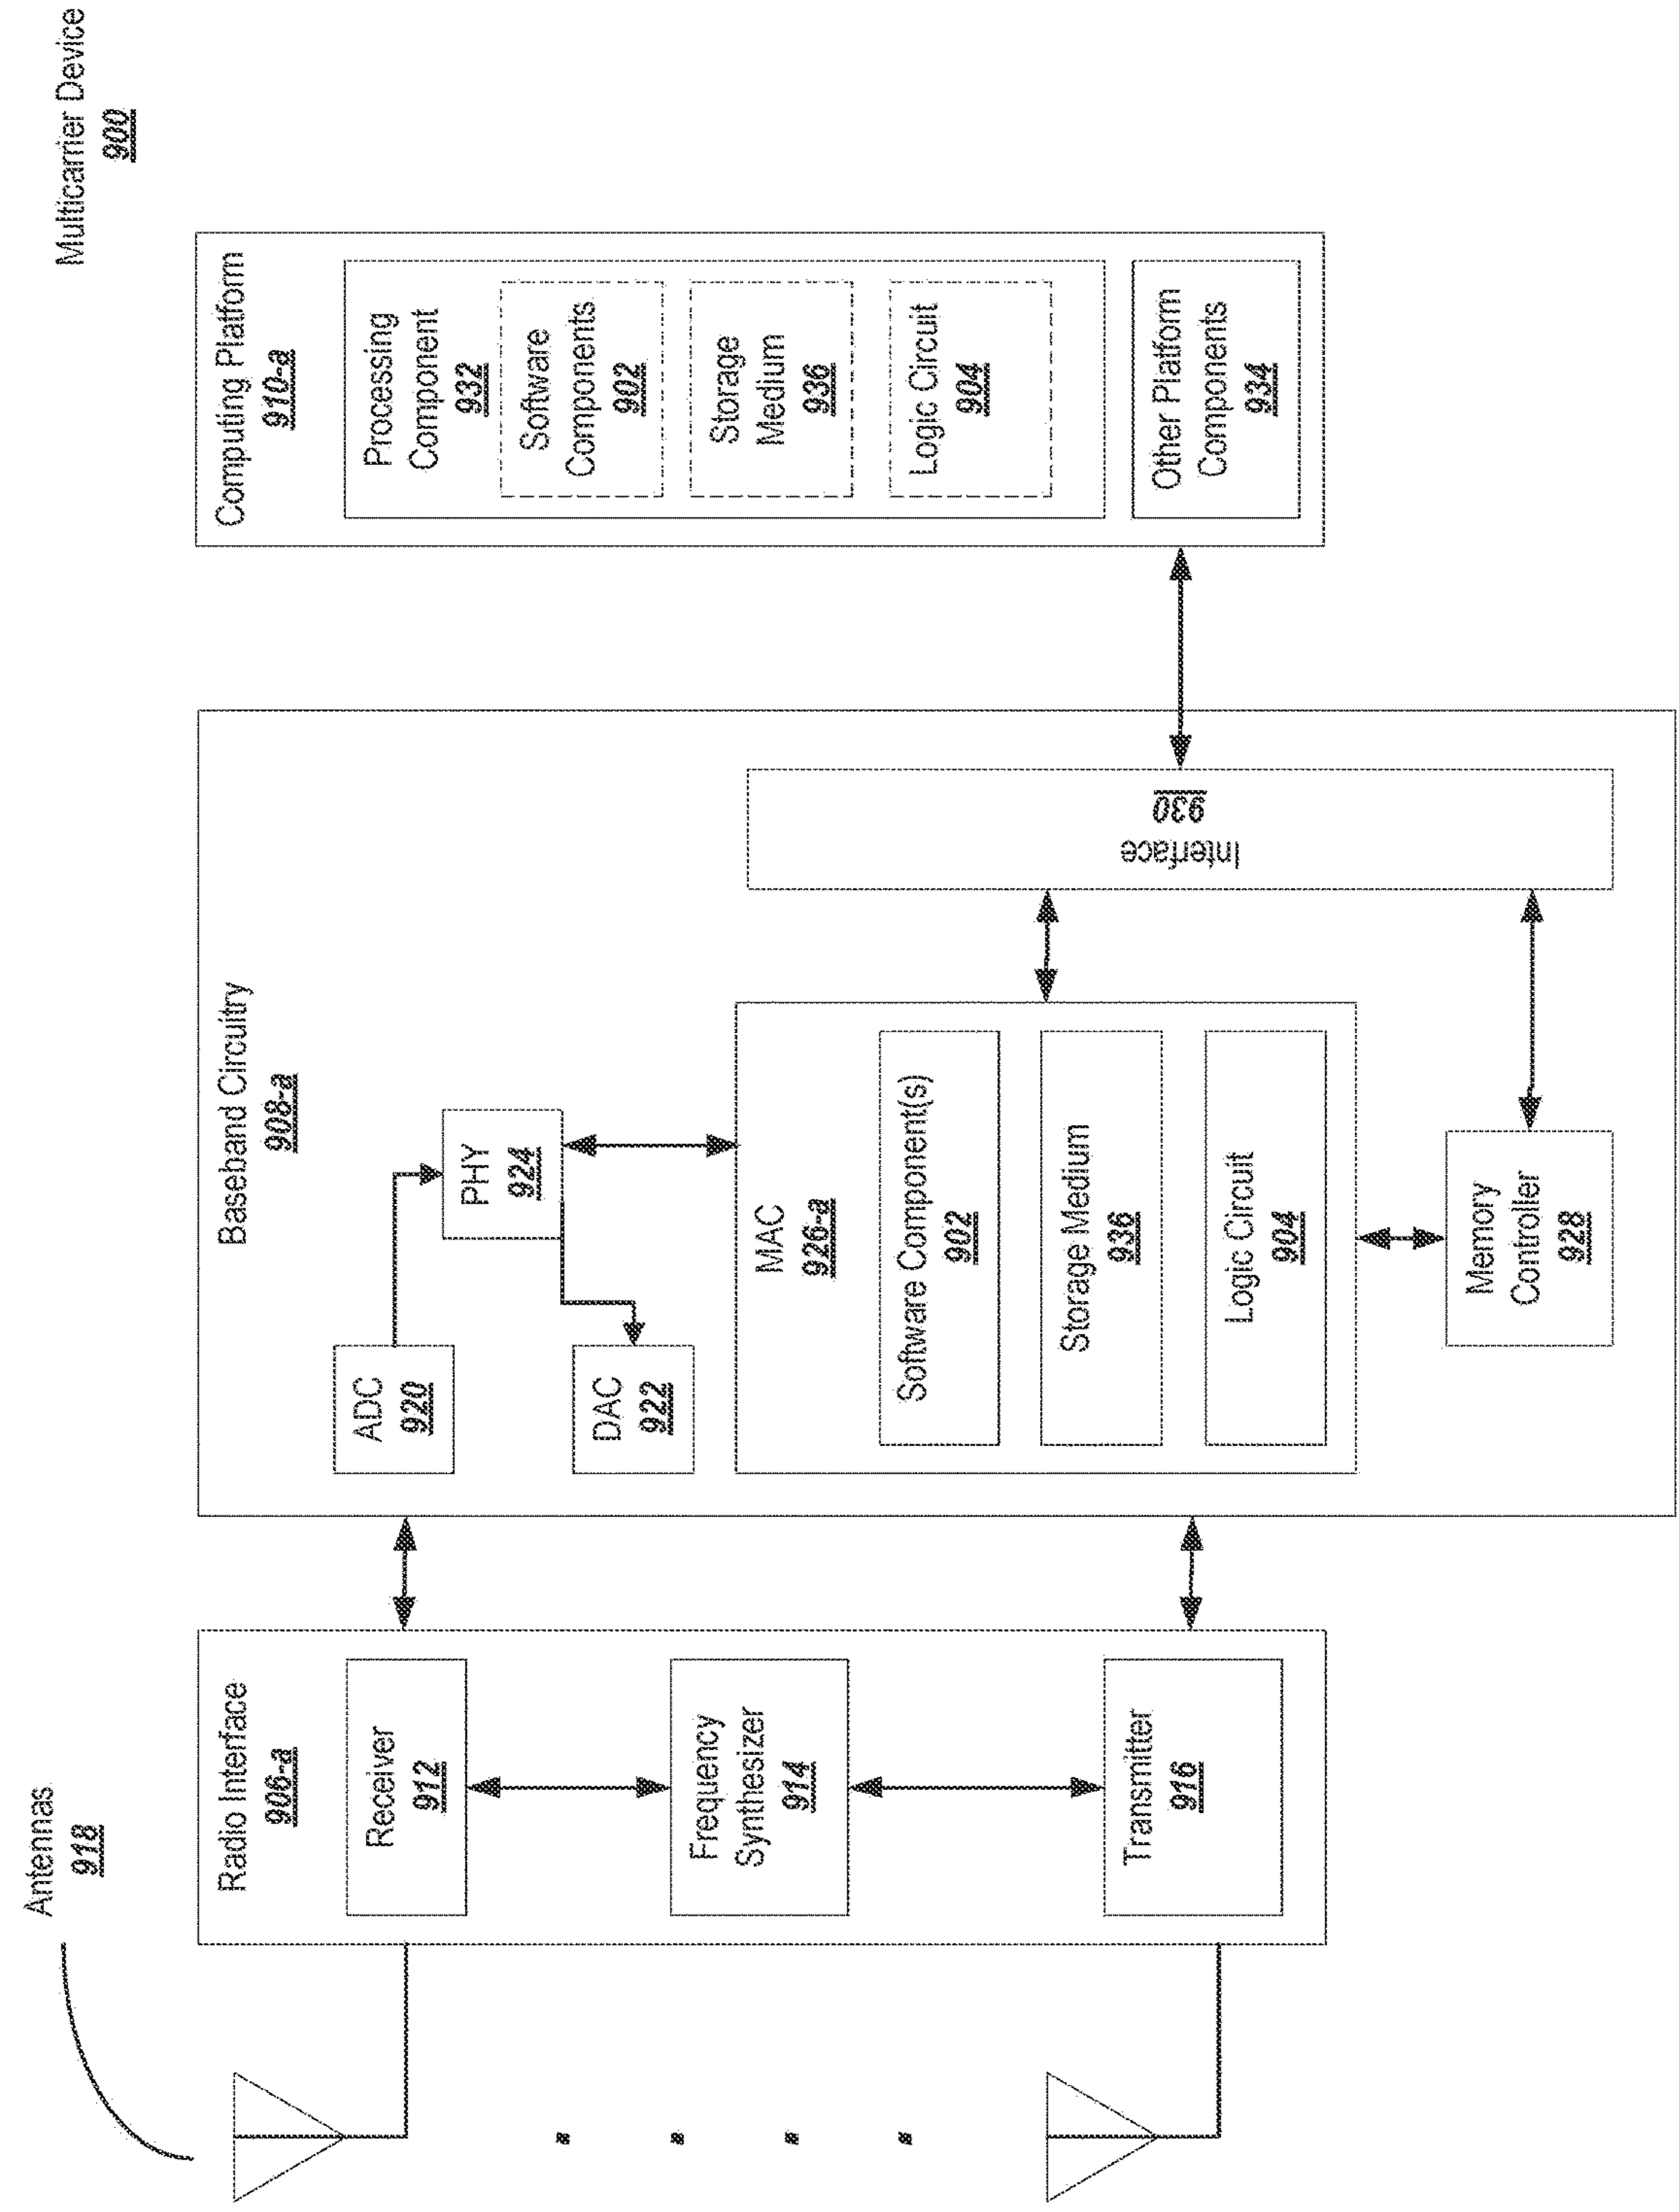 Multicarrier Device
900
Antennas
918
Radio Interface
906-a
Receiver
912
Frequency
Synthesizer
914
Transmitter
916
Baseband Circuitry
908-a
ADC
920
PHY
924
DAC
922
MAC
926-a
Software Component(s)
902
Storage Medium
936
Logic Circuit
904
Memory
Controller
928
Interface
930
Computing Platform
910-a
Processing
Component
932
Software
Components
902
Storage
Medium
936
Logic Circuit
904
Other Platform
Components
934